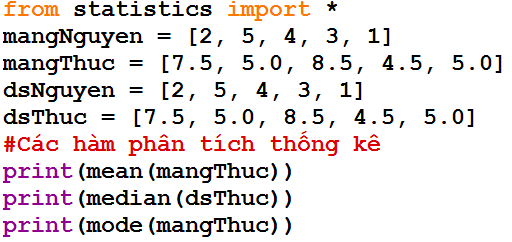 from statistics import *
mangNguyen = [2, 5, 4, 3, 1]
mangThuc = [7.5, 5.0, 8.5, 4.5, 5.0]
dsNguyen = [2, 5, 4, 3, 1]
dsThuc = [7.5, 5.0, 8.5, 4.5, 5.0]
#Các hàm phân tích thống kê
print(mean(mangThuc))
print(median(dsThuc))
print(mode(mangThuc))